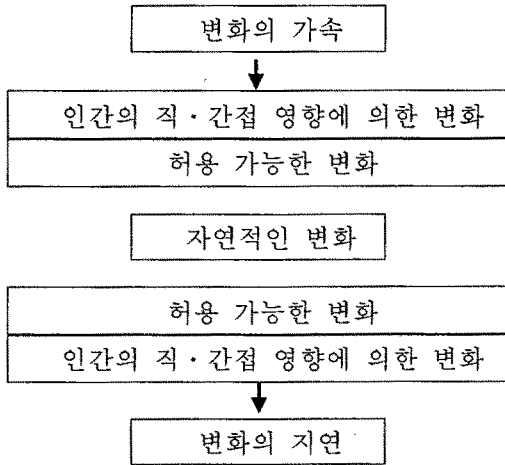 변화의 가속
인간의 직·간접 영향에 의한 변화
허용 가능한 변화
자연적인 변화
허용 가능한 변화
인간의 직·간접 영향에 의한 변화
변화의 지연